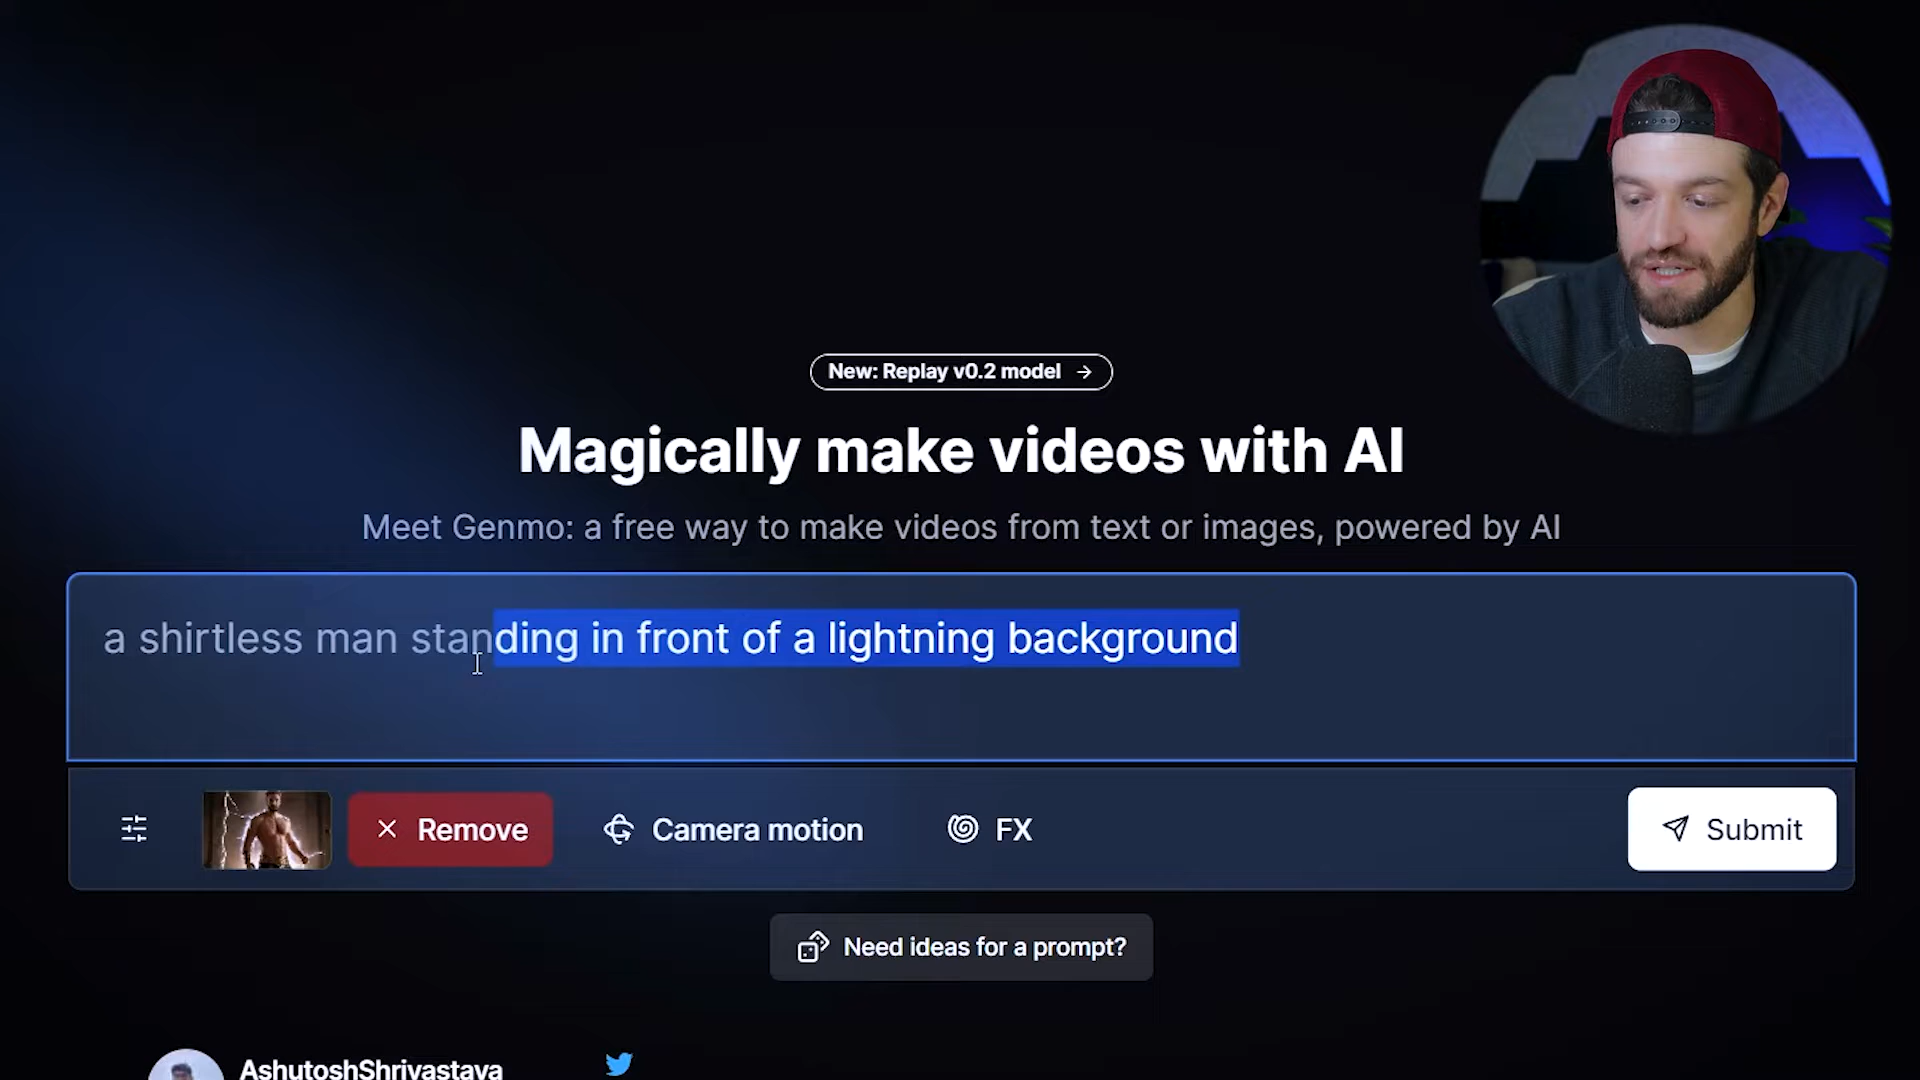 New: Replay v0.2 model →
Magically make videos with AI
Meet Genmo: a free way to make videos from text or images, powered by AI
a shirtless man standing in front of a lightning background
Remove
Camera motion
FX
Submit
Need ideas for a prompt?
AshutoshShrivastava